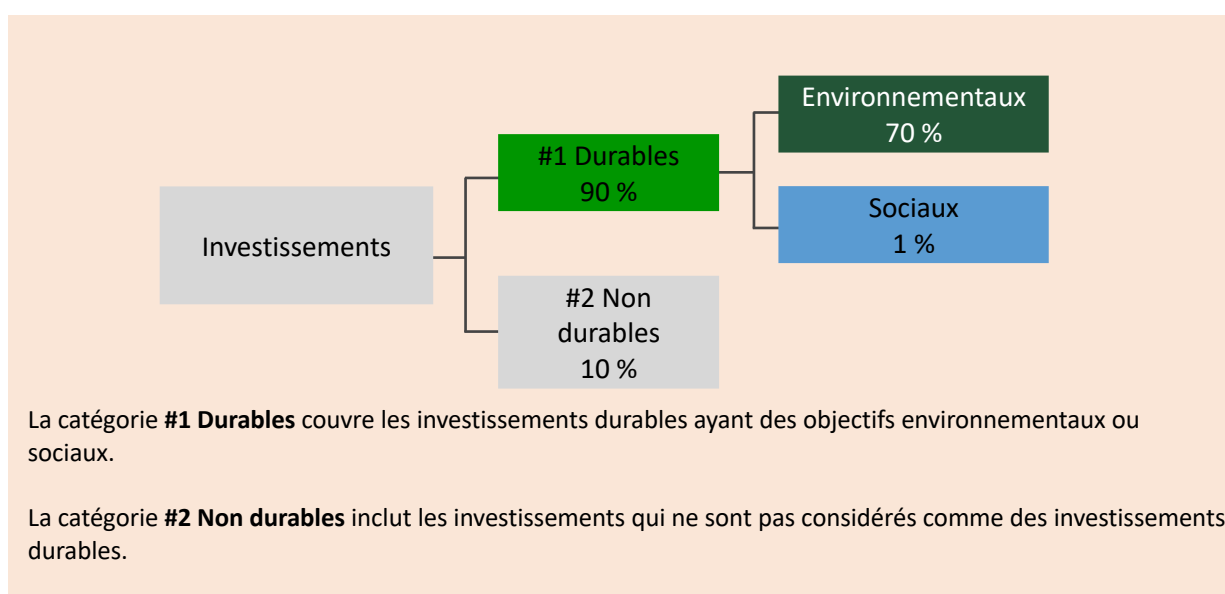 Environnementaux
70 %
#1 Durables
90 %
Sociaux
1 %
Investissements
#2 Non
durables
10 %
La catégorie #1 Durables couvre les investissements durables ayant des objectifs environnementaux ou
sociaux.
La catégorie #2 Non durables inclut les investissements qui ne sont pas considérés comme des investissements
durables.